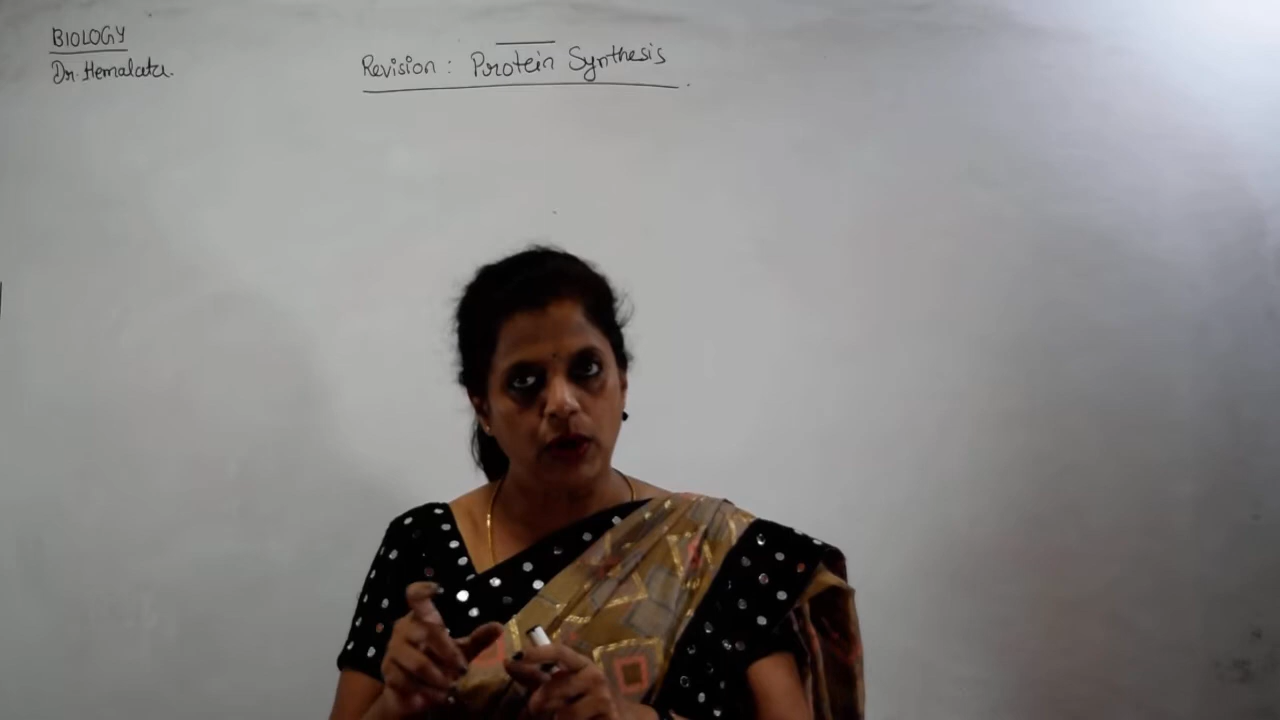 BIOLOGY
Dr. Hemalata.
Revision : Protein Synthesis